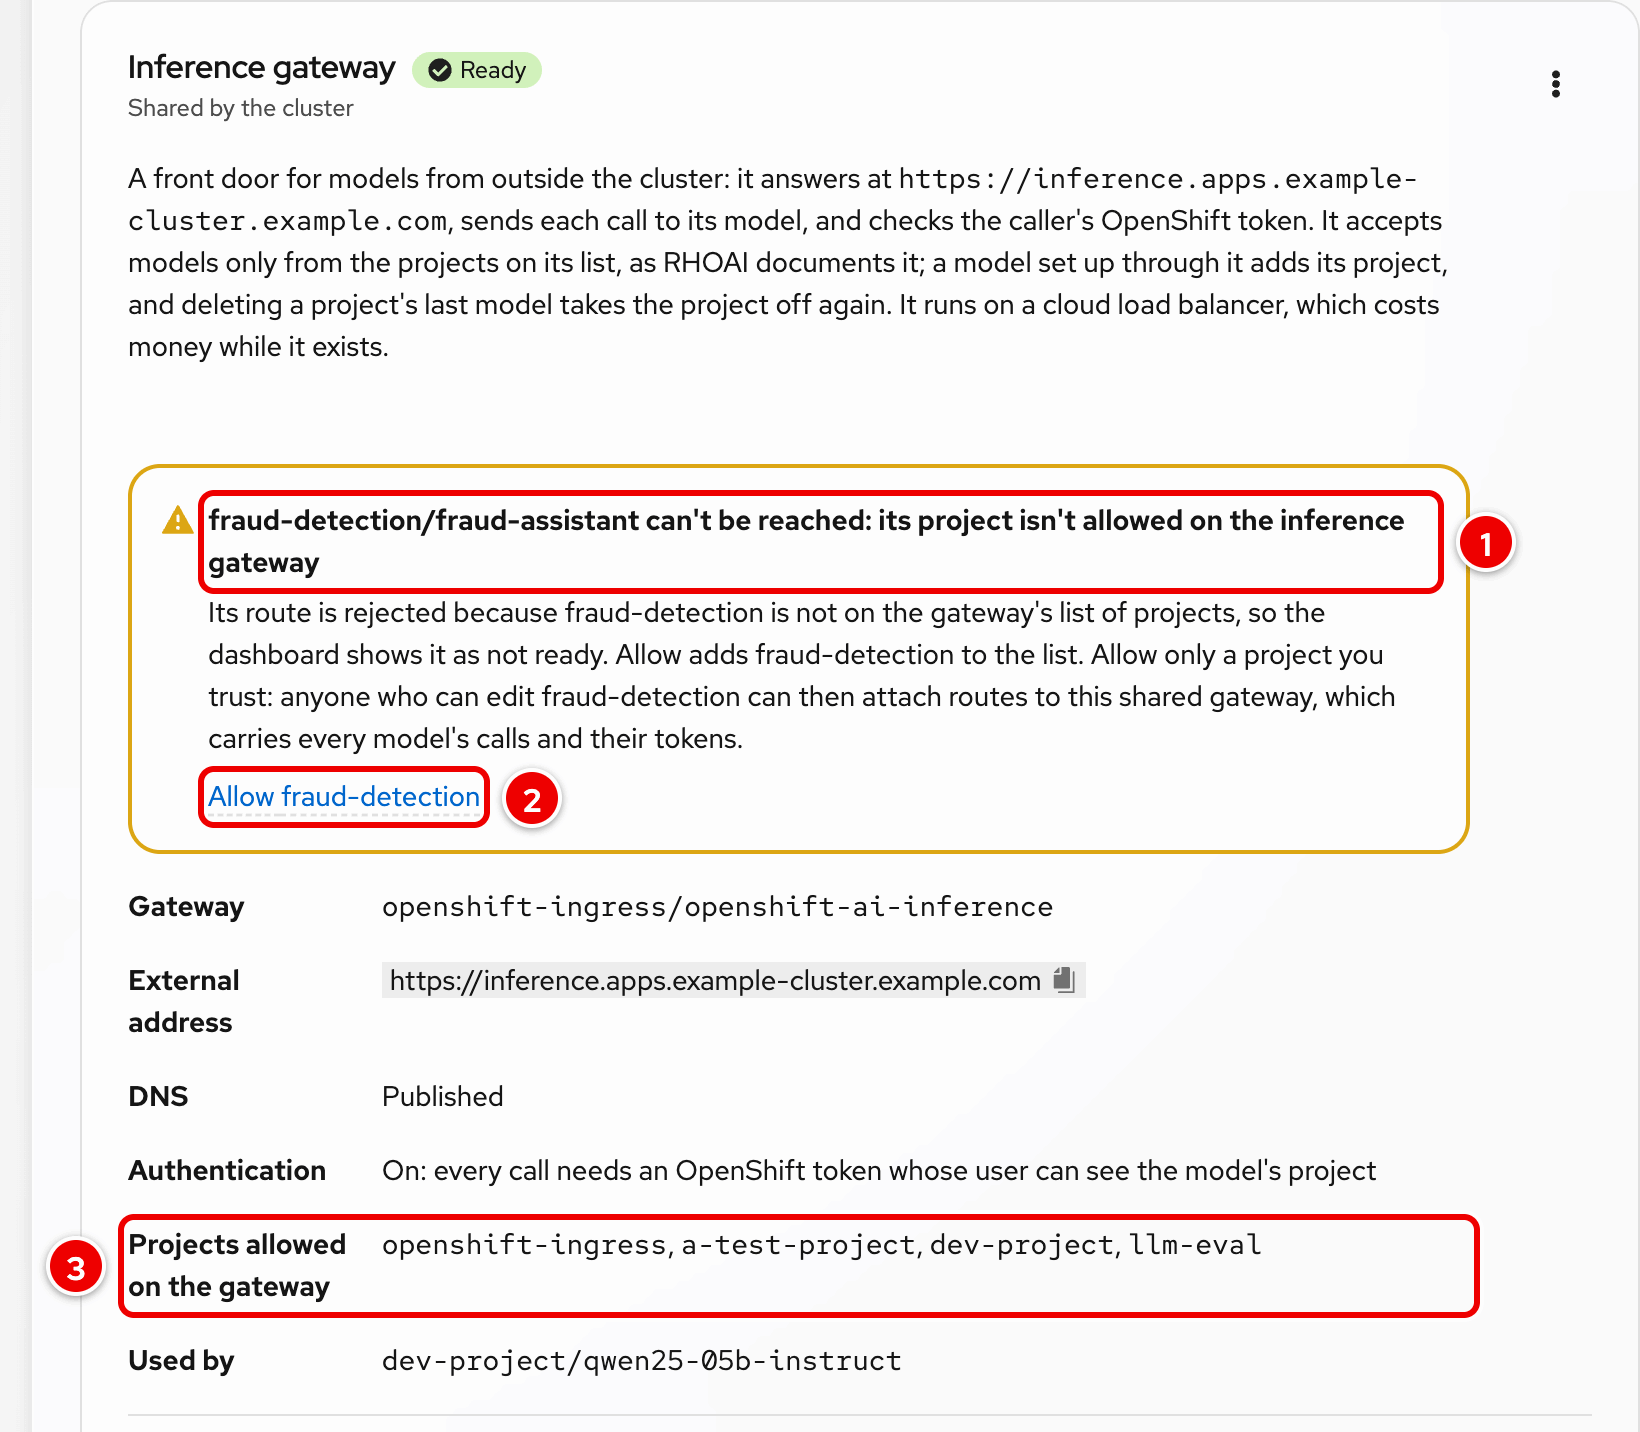 Inference gateway
Ready
Shared by the cluster
A front door for models from outside the cluster: it answers at https://inference.apps.example-
cluster.example.com, sends each call to its model, and checks the caller's OpenShift token. It accepts
models only from the projects on its list, as RHOAI documents it; a model set up through it adds its project,
and deleting a project's last model takes the project off again. It runs on a cloud load balancer, which costs
money while it exists.
fraud-detection/fraud-assistant can't be reached: its project isn't allowed on the inference
gateway
1
Its route is rejected because fraud-detection is not on the gateway's list of projects, so the
dashboard shows it as not ready. Allow adds fraud-detection to the list. Allow only a project you
trust: anyone who can edit fraud-detection can then attach routes to this shared gateway, which
carries every model's calls and their tokens.
Allow fraud-detection
2
Gateway
openshift-ingress/openshift-ai-inference
External
address
https://inference.apps.example-cluster.example.com
DNS
Published
Authentication
On: every call needs an OpenShift token whose user can see the model's project
3
Projects allowed
on the gateway
openshift-ingress, a-test-project, dev-project, llm-eval
Used by
dev-project/qwen25-05b-instruct